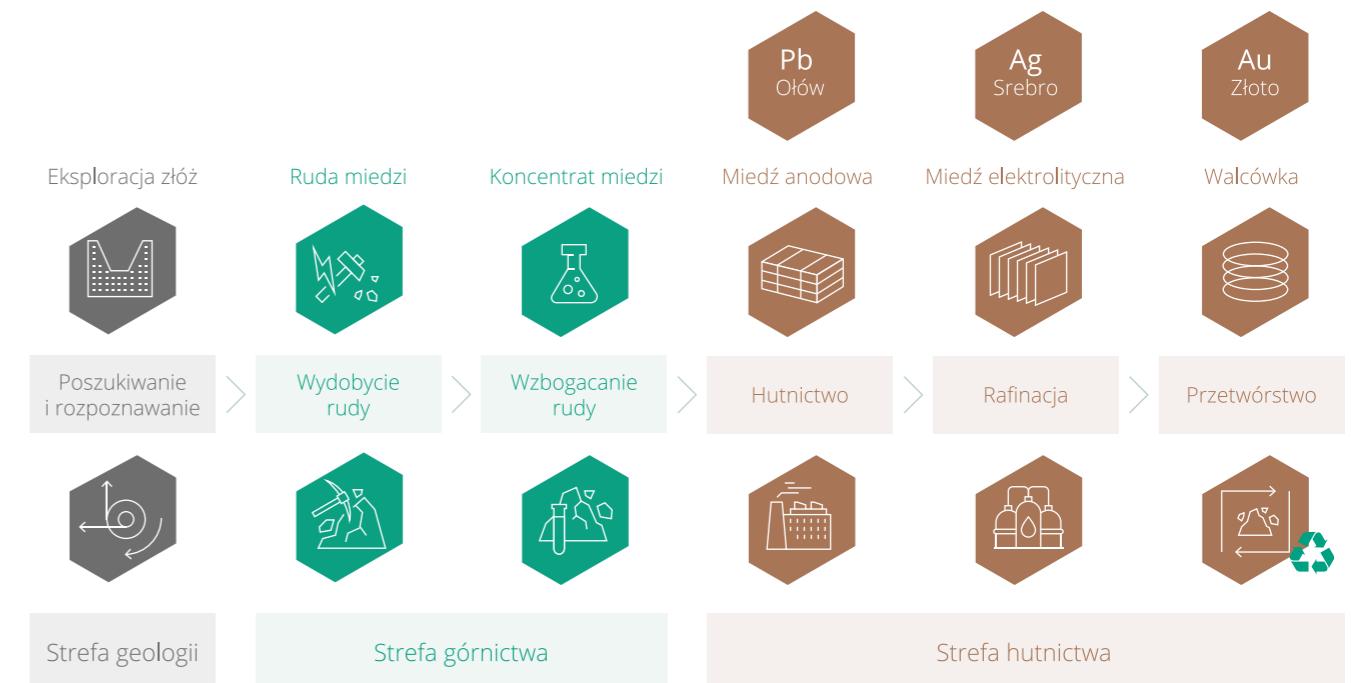 Pb
Ołów
Ag
Srebro
Au
Złoto
Eksploracja złóż
Ruda miedzi
Koncentrat miedzi
Miedź anodowa
Miedź elektrolityczna
Walcówka
Poszukiwanie
i rozpoznawanie
Wydobycie
rudy
Wzbogacanie
rudy
Hutnictwo
Rafinacja
Przetwórstwo
Strefa geologii
Strefa górnictwa
Strefa hutnictwa